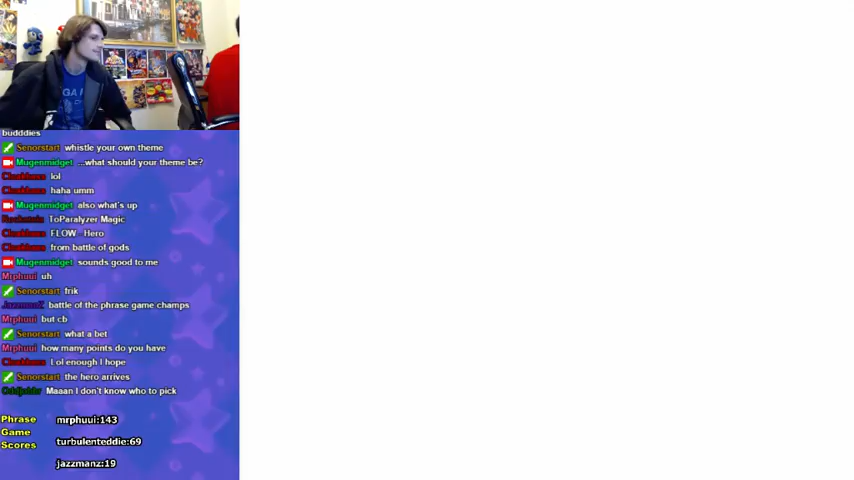 budddies
Senorstart whistle your own theme
Mugenmidget ...what should your theme be?
lol
haha umm
Mugenmidget also what's up
ToParalyzer Magic
FLOW - Hero
from battle of gods
Mugenmidget sounds good to me
Mrphuui uh
Senorstart frik
battle of the phrase game champs
Mrphuui but cb
Senorstart what a bet
Mrphuui how many points do you have
Lol enough I hope
Senorstart the hero arrives
Maaan I don't know who to pick
Phrase Game Scores
mrphuui:143
turbulenteddie:69
jazzmanz:19